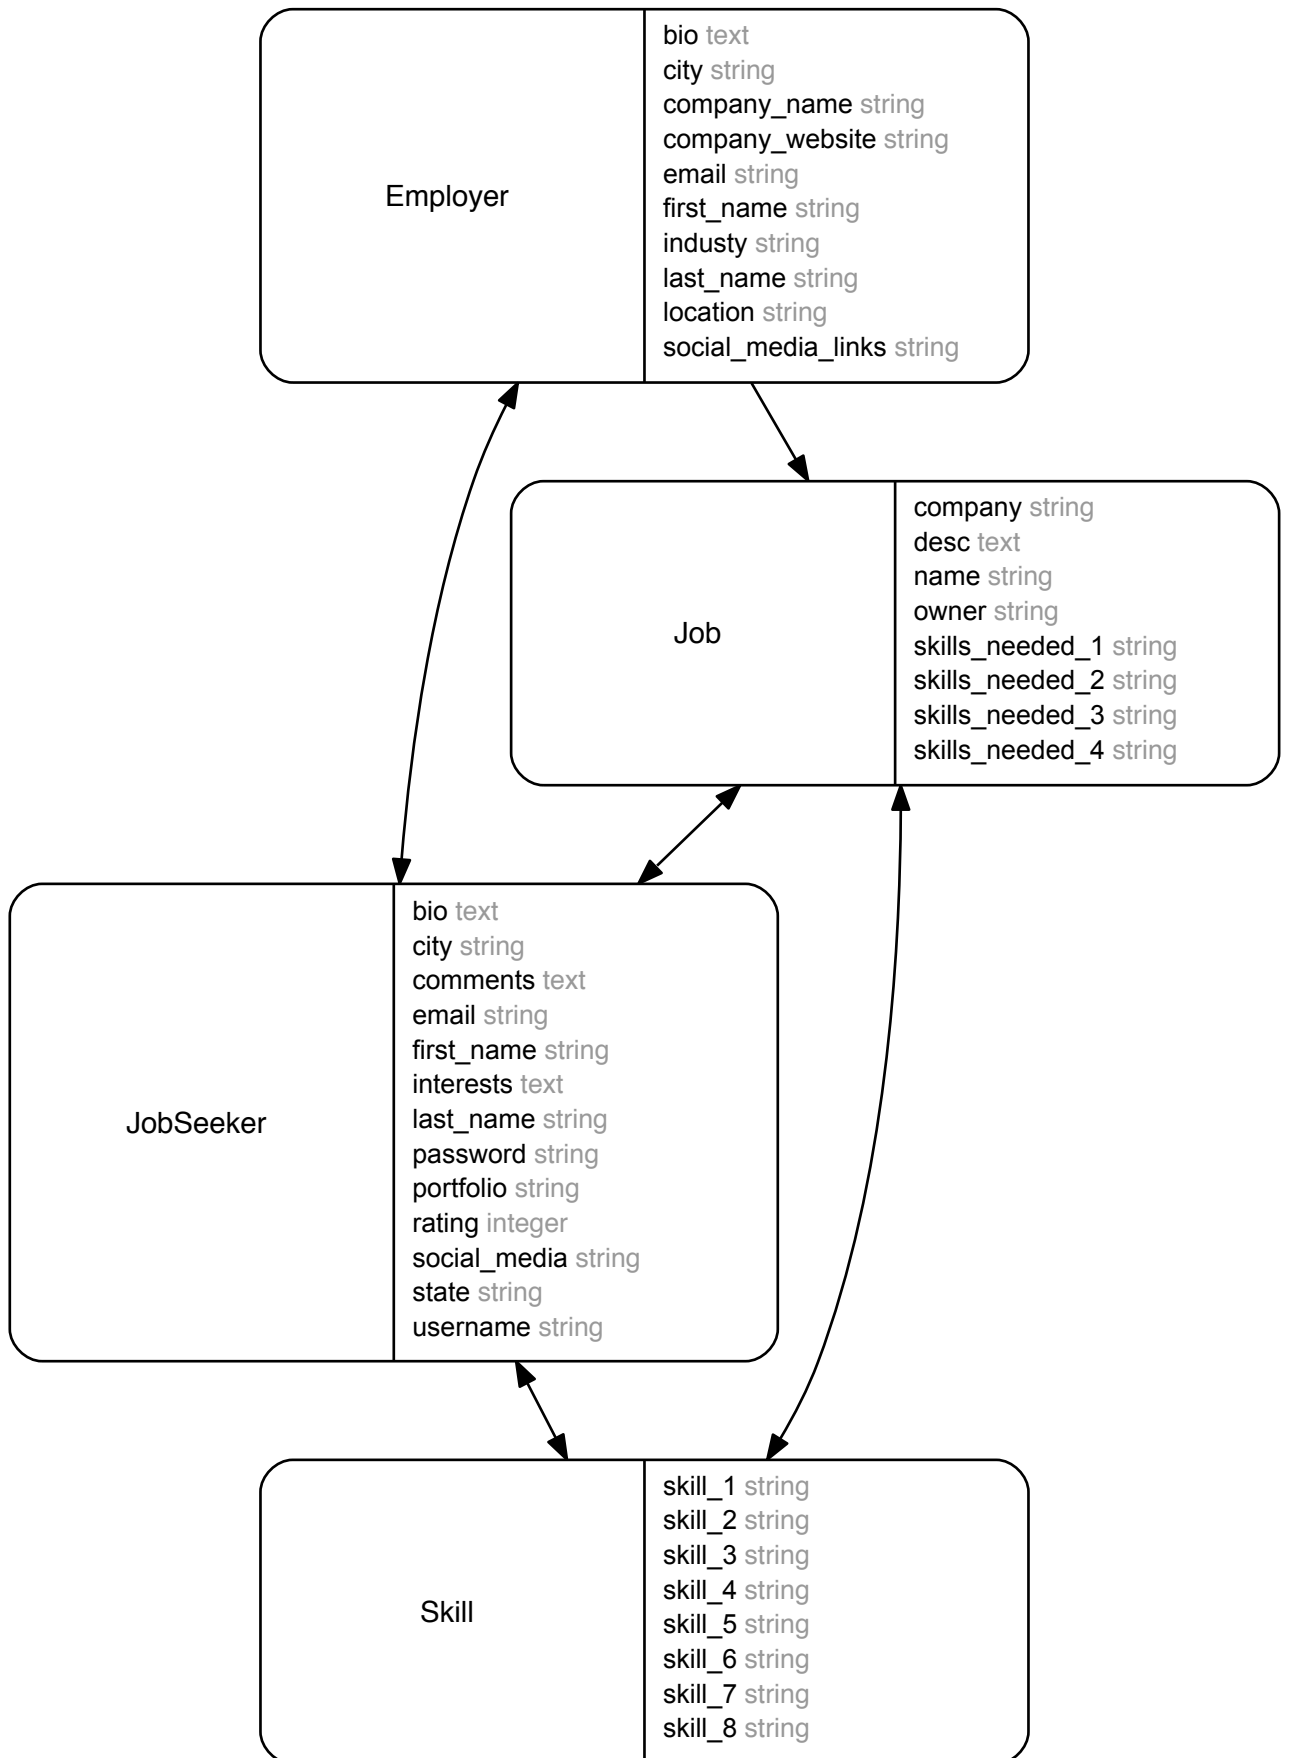 Employer
bio text
city string
company_name string
company_website string
email string
first_name string
industy string
last_name string
location string
social_media_links string
Job
company string
desc text
name string
owner string
skills_needed_1 string
skills_needed_2 string
skills_needed_3 string
skills_needed_4 string
JobSeeker
bio text
city string
comments text
email string
first_name string
interests text
last_name string
password string
portfolio string
rating integer
social_media string
state string
username string
Skill
skill_1 string
skill_2 string
skill_3 string
skill_4 string
skill_5 string
skill_6 string
skill_7 string
skill_8 string